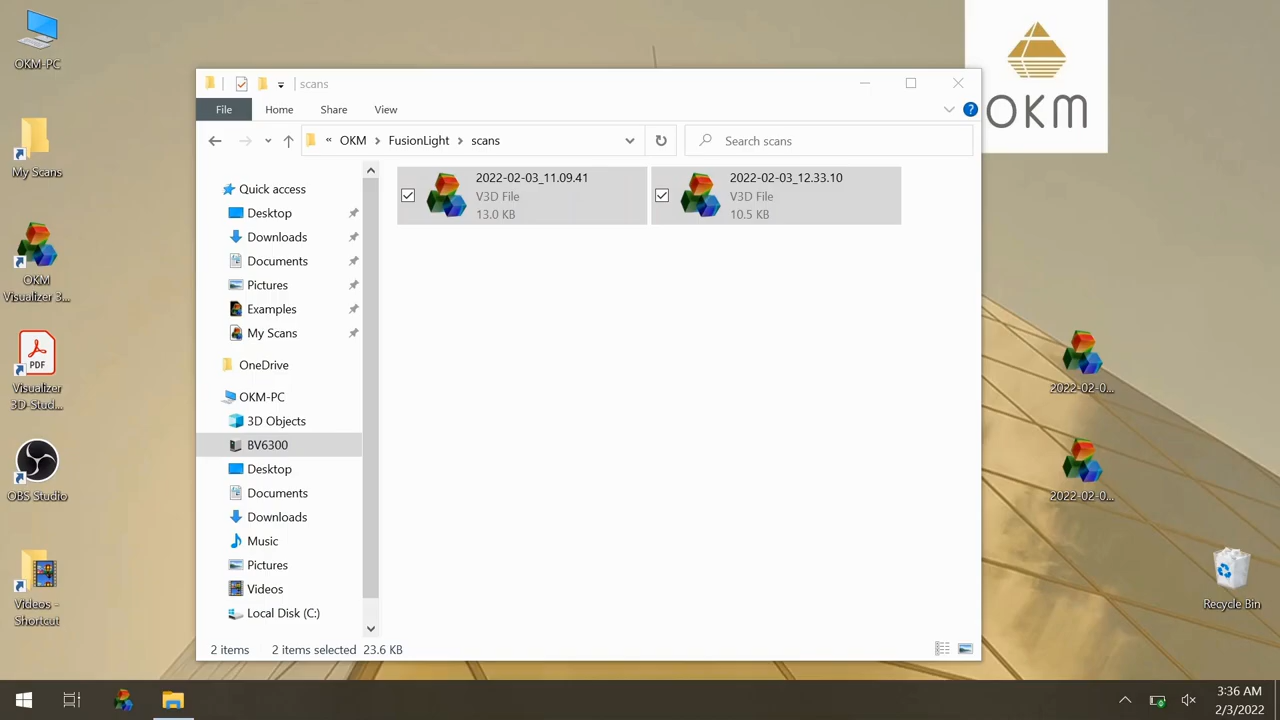 OKM-PC
My Scans
OKM
Visualizer 3...
Visualizer
3D-Stud...
OBS Studio
Videos -
Shortcut
scans
File
Home
Share
View
?
« OKM > FusionLight > scans
Search scans
Quick access
Desktop
Downloads
Documents
Pictures
Examples
My Scans
OneDrive
OKM-PC
3D Objects
BV6300
Desktop
Documents
Downloads
Music
Pictures
Videos
Local Disk (C:)
2022-02-03_11.09.41
V3D File
13.0 KB
2022-02-03_12.33.10
V3D File
10.5 KB
2 items
2 items selected 23.6 KB
OKM
2022-02-0...
2022-02-0...
Recycle Bin
PDF
3:36 AM
2/3/2022